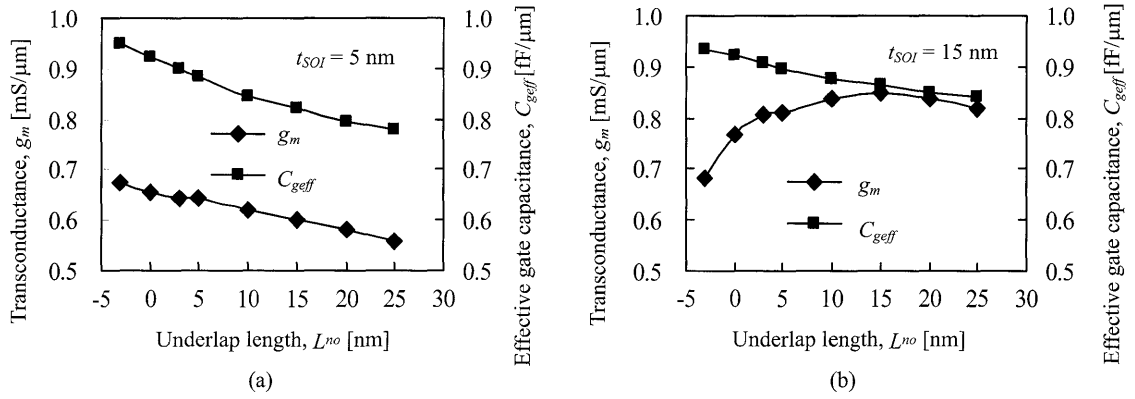 Transconductance, gm [mS/μm]
1.0
0.9
0.8
0.7
0.6
0.5
tSOI = 5 nm
gm
Cgeff
1.0
0.9
0.8
0.7
0.6
0.5
Effective gate capacitance, Cgeff [fF/μm]
-5 0 5 10 15 20 25 30
Underlap length, Lno [nm]
(a)
Transconductance, gm [mS/μm]
1.0
0.9
0.8
0.7
0.6
0.5
tSOI = 15 nm
gm
Cgeff
1.0
0.9
0.8
0.7
0.6
0.5
Effective gate capacitance, Cgeff [fF/μm]
-5 0 5 10 15 20 25 30
Underlap length, Lno [nm]
(b)